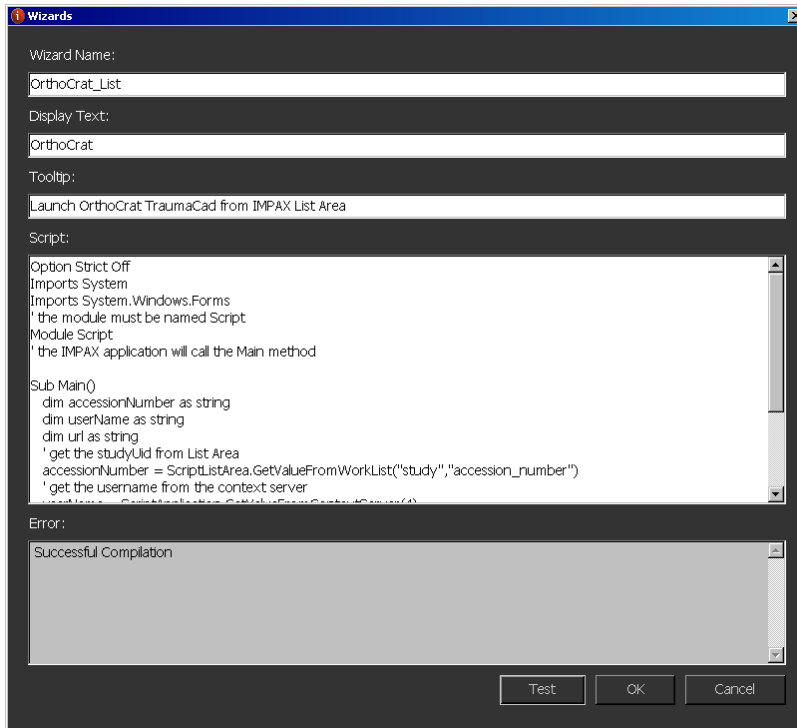 Wizards
Wizard Name:
OrthoCrat_List
Display Text:
OrthoCrat
Tooltip:
Launch OrthoCrat TraumaCad from IMPAX List Area
Script:
Option Strict Off
Imports System
Imports System.Windows.Forms
' the module must be named Script
Module Script
' the IMPAX application will call the Main method
Sub Main()
dim accessionNumber as string
dim userName as string
dim url as string
' get the studyUid from List Area
accessionNumber = ScriptListArea.GetValueFromWorkList("study","accession_number")
' get the username from the context server
userName = ScriptApplication.GetValueFromContextServer(4)
Error:
Successful Compilation
Test OK Cancel